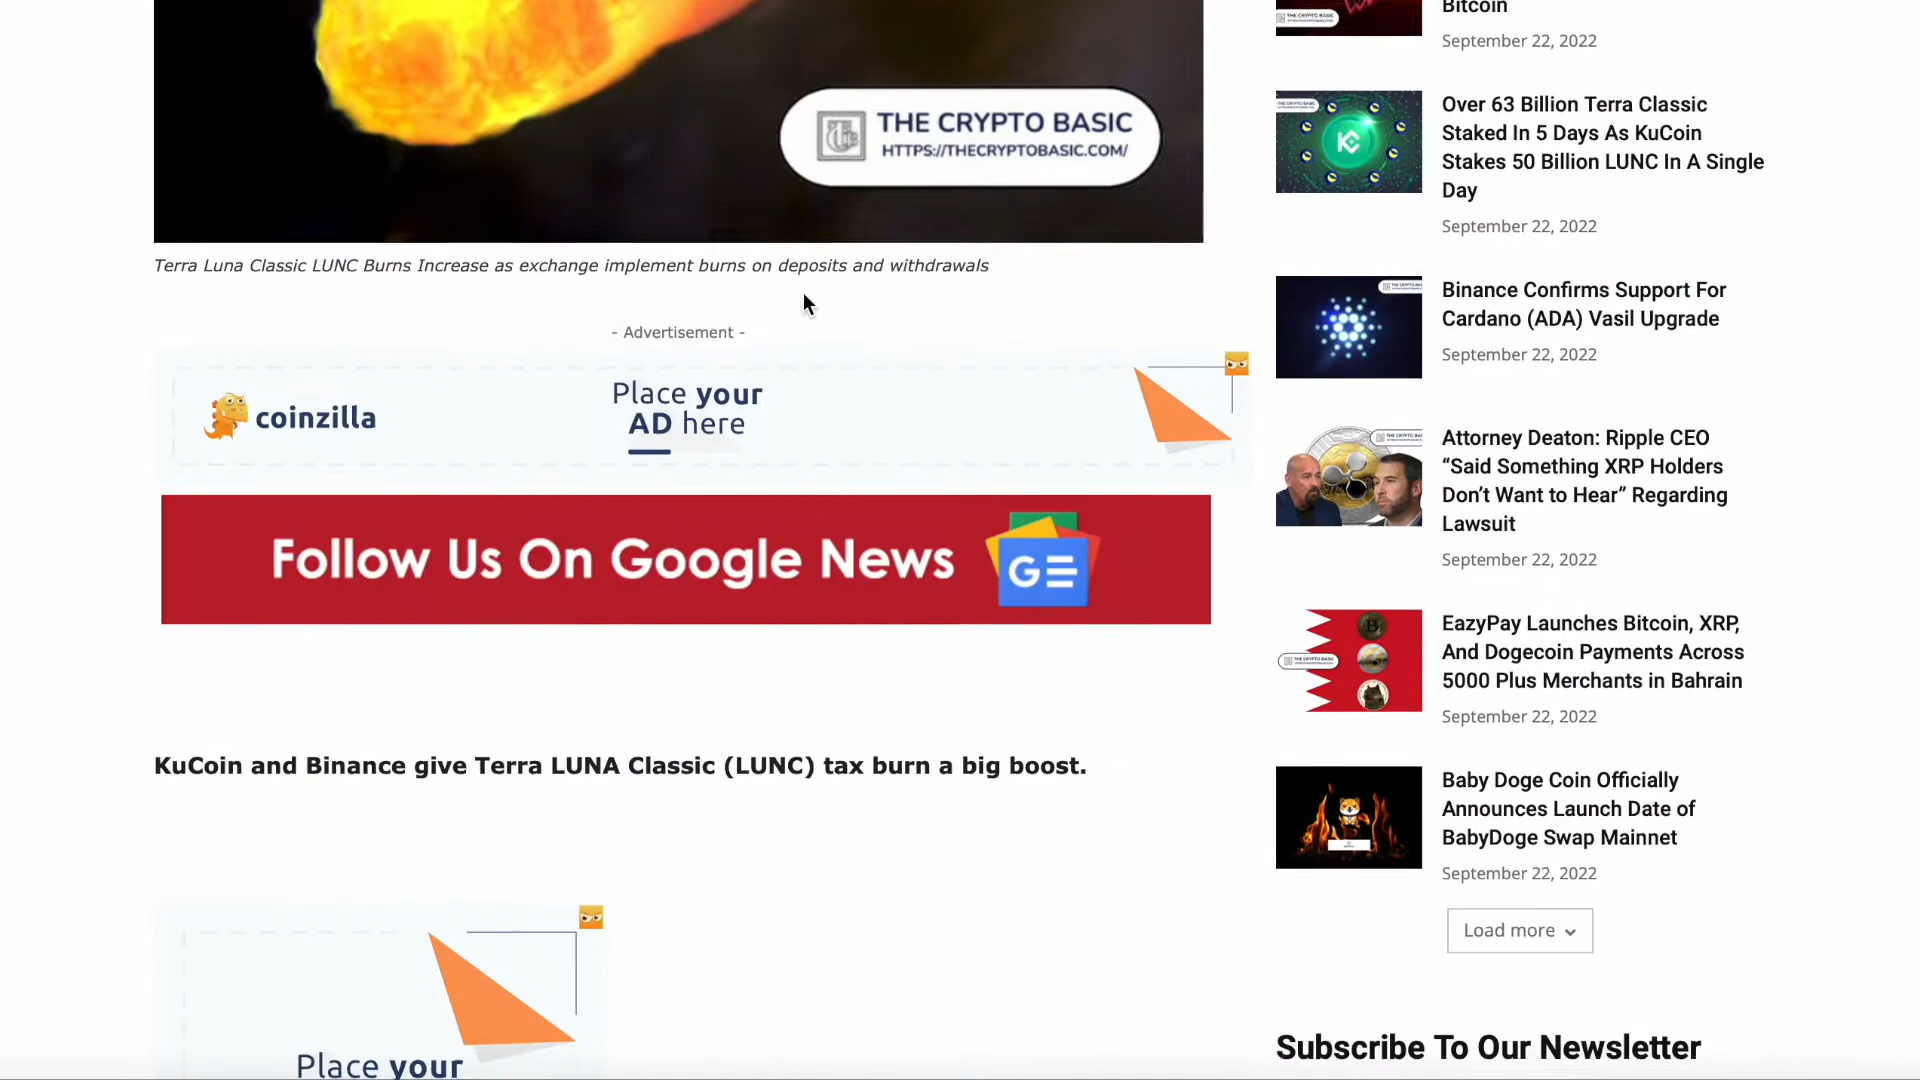 THE CRYPTO BASIC
HTTPS://THECRYPTOBASIC.COM/
Terra Luna Classic LUNC Burns Increase as exchange implement burns on deposits and withdrawals
- Advertisement -
coinzilla
Place your
AD here
Follow Us On Google News
G
KuCoin and Binance give Terra LUNA Classic (LUNC) tax burn a big boost.
Place your
Bitcoin
September 22, 2022
Over 63 Billion Terra Classic
Staked In 5 Days As KuCoin
Stakes 50 Billion LUNC In A Single
Day
September 22, 2022
Binance Confirms Support For
Cardano (ADA) Vasil Upgrade
September 22, 2022
Attorney Deaton: Ripple CEO
“Said Something XRP Holders
Don’t Want to Hear” Regarding
Lawsuit
September 22, 2022
EazyPay Launches Bitcoin, XRP,
And Dogecoin Payments Across
5000 Plus Merchants in Bahrain
September 22, 2022
Baby Doge Coin Officially
Announces Launch Date of
BabyDoge Swap Mainnet
September 22, 2022
Load more
Subscribe To Our Newsletter